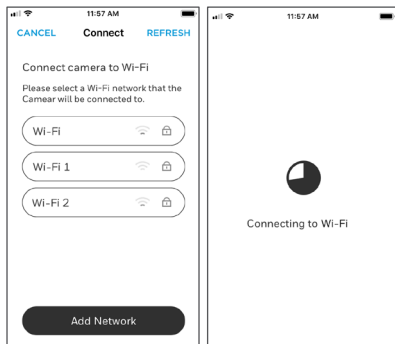 11:57 AM
CANCEL Connect REFRESH
Connect camera to Wi-Fi
Please select a Wi-Fi network that the
Camear will be connected to.
Wi-Fi
Wi-Fi 1
Wi-Fi 2
Add Network
11:57 AM
Connecting to Wi-Fi